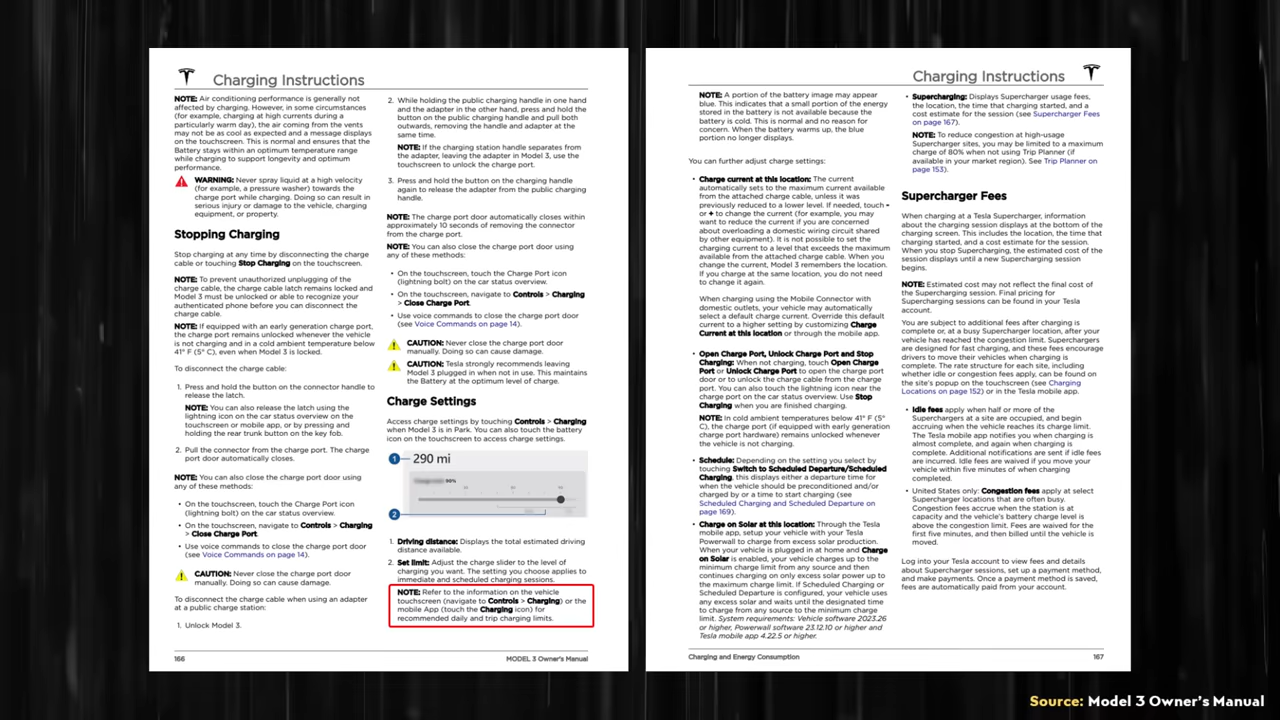 Charging Instructions
NOTE: Air conditioning performance is generally not
affected by charging. However, in some circumstances
(for example, charging at high currents during a
particularly warm day), the air coming from the vents
may not be as cool as expected and a message displays
on the touchscreen. This is normal and ensures that the
Battery stays within an optimum temperature range
while charging to support longevity and optimum
performance.
WARNING: Never spray liquid at a high velocity
(for example, a pressure washer) towards the
charge port while charging. Doing so can result in
serious injury or damage to the vehicle, charging
equipment, or property.
Stopping Charging
Stop charging at any time by disconnecting the charge
cable or touching Stop Charging on the touchscreen.
NOTE: To prevent unauthorized unplugging of the
charge cable, the charge cable latch remains locked and
Model 3 must be unlocked or able to recognize your
authenticated phone before you can disconnect the
charge cable.
NOTE: If equipped with an early generation charge port,
the charge port remains unlocked whenever the vehicle
is not charging and in a cold ambient temperature below
41° F (5° C), even when Model 3 is locked.
To disconnect the charge cable:
1. Press and hold the button on the connector handle to
release the latch.
NOTE: You can also release the latch using the
lightning icon on the car status overview on the
touchscreen or mobile app, or by pressing and
holding the rear trunk button on the key fob.
2. Pull the connector from the charge port. The charge
port door automatically closes.
NOTE: You can also close the charge port door using
any of these methods:
• On the touchscreen, touch the Charge Port icon
(lightning bolt) on the car status overview.
• On the touchscreen, navigate to Controls > Charging
> Close Charge Port.
• Use voice commands to close the charge port door
(see Voice Commands on page 14).
CAUTION: Never close the charge port door
manually. Doing so can cause damage.
To disconnect the charge cable when using an adapter
at a public charge station:
1. Unlock Model 3.
2. While holding the public charging handle in one hand
and the adapter in the other hand, press and hold the
button on the public charging handle and pull both
outwards, removing the handle and adapter at the
same time.
NOTE: If the charging station handle separates from
the adapter, leaving the adapter in Model 3, use the
touchscreen to unlock the charge port.
3. Press and hold the button on the charging handle
again to release the adapter from the public charging
handle.
NOTE: The charge port door automatically closes within
approximately 10 seconds of removing the connector
from the charge port.
NOTE: You can also close the charge port door using
any of these methods:
• On the touchscreen, touch the Charge Port icon
(lightning bolt) on the car status overview.
• On the touchscreen, navigate to Controls > Charging
> Close Charge Port.
• Use voice commands to close the charge port door
(see Voice Commands on page 14).
CAUTION: Never close the charge port door
manually. Doing so can cause damage.
CAUTION: Tesla strongly recommends leaving
Model 3 plugged in when not in use. This maintains
the Battery at the optimum level of charge.
Charge Settings
Access charge settings by touching Controls > Charging
when Model 3 is in Park. You can also touch the battery
icon on the touchscreen to access charge settings.
1 290 mi
90%
2
1. Driving distance: Displays the total estimated driving
distance available.
2. Set limit: Adjust the charge slider to the level of
charging you want. The setting you choose applies to
immediate and scheduled charging sessions.
NOTE: Refer to the information on the vehicle
touchscreen (navigate to Controls > Charging) or the
mobile App (touch the Charging icon) for
recommended daily and trip charging limits.
166
MODEL 3 Owner's Manual
Charging Instructions
NOTE: A portion of the battery image may appear
blue. This indicates that a small portion of the energy
stored in the battery is not available because the
battery is cold. This is normal and no reason for
concern. When the battery warms up, the blue
portion no longer displays.
You can further adjust charge settings:
• Charge current at this location: The current
automatically sets to the maximum current available
from the attached charge cable, unless it was
previously reduced to a lower level. If needed, touch -
or + to change the current (for example, you may
want to reduce the current if you are concerned
about overloading a domestic wiring circuit shared
by other equipment). It is not possible to set the
charging current to a level that exceeds the maximum
available from the attached charge cable. When you
change the current, Model 3 remembers the location.
If you charge at the same location, you do not need
to change it again.
When charging using the Mobile Connector with
domestic outlets, your vehicle may automatically
select a default charge current. Override this default
current to a higher setting by customizing Charge
Current at this location or through the mobile app.
• Open Charge Port, Unlock Charge Port and Stop
Charging: When not charging, touch Open Charge
Port or Unlock Charge Port to open the charge port
door or to unlock the charge cable from the charge
port. You can also touch the lightning icon near the
charge port on the car status overview. Use Stop
Charging when you are finished charging.
NOTE: In cold ambient temperatures below 41° F (5°
C), the charge port (if equipped with early generation
charge port hardware) remains unlocked whenever
the vehicle is not charging.
• Schedule: Depending on the setting you select by
touching Switch to Scheduled Departure/Scheduled
Charging, this displays either a departure time for
when the vehicle should be preconditioned and/or
charged by or a time to start charging (see
Scheduled Charging and Scheduled Departure on
page 169).
• Charge on Solar at this location: Through the Tesla
mobile app, setup your vehicle with your Tesla
Powerwall to charge from excess solar production.
When your vehicle is plugged in at home and Charge
on Solar is enabled, your vehicle charges up to the
minimum charge limit from any source and then
continues charging on only excess solar power up to
the maximum charge limit. If Scheduled Charging or
Scheduled Departure is configured, your vehicle uses
any excess solar and waits until the designated time
to charge from any source to the minimum charge
limit. System requirements: Vehicle software 2023.26
or higher, Powerwall software 23.12.10 or higher and
Tesla mobile app 4.22.5 or higher.
• Supercharging: Displays Supercharger usage fees,
the location, the time that charging started, and a
cost estimate for the session (see Supercharger Fees
on page 167).
NOTE: To reduce congestion at high-usage
Supercharger sites, you may be limited to a maximum
charge of 80% when not using Trip Planner (if
available in your market region). See Trip Planner on
page 153).
Supercharger Fees
When charging at a Tesla Supercharger, information
about the charging session displays at the bottom of the
charging screen. This includes the location, the time that
charging started, and a cost estimate for the session.
When you stop Supercharging, the estimated cost of the
session displays until a new Supercharging session
begins.
NOTE: Estimated cost may not reflect the final cost of
the Supercharging session. Final pricing for
Supercharging sessions can be found in your Tesla
account.
You are subject to additional fees after charging is
complete or, at a busy Supercharger location, after your
vehicle has reached the congestion limit. Superchargers
are designed for fast charging, and these fees encourage
drivers to move their vehicles when charging is
complete. The rate structure for each site, including
whether idle or congestion fees apply, can be found on
the site's popup on the touchscreen (see Charging
Locations on page 152) or in the Tesla mobile app.
• Idle fees apply when half or more of the
Superchargers at a site are occupied, and begin
accruing when the vehicle reaches its charge limit.
The Tesla mobile app notifies you when charging is
almost complete, and again when charging is
complete. Additional notifications are sent if idle fees
are incurred. Idle fees are waived if you move your
vehicle within five minutes of when charging
completed.
• United States only: Congestion fees apply at select
Supercharger locations that are often busy.
Congestion fees accrue when the station is at
capacity and the vehicle's battery charge level is
above the congestion limit. Fees are waived for the
first five minutes, and then billed until the vehicle is
moved.
Log into your Tesla account to view fees and details
about Supercharger sessions, set up a payment method,
and make payments. Once a payment method is saved,
fees are automatically paid from your account.
Charging and Energy Consumption
167
Source: Model 3 Owner's Manual